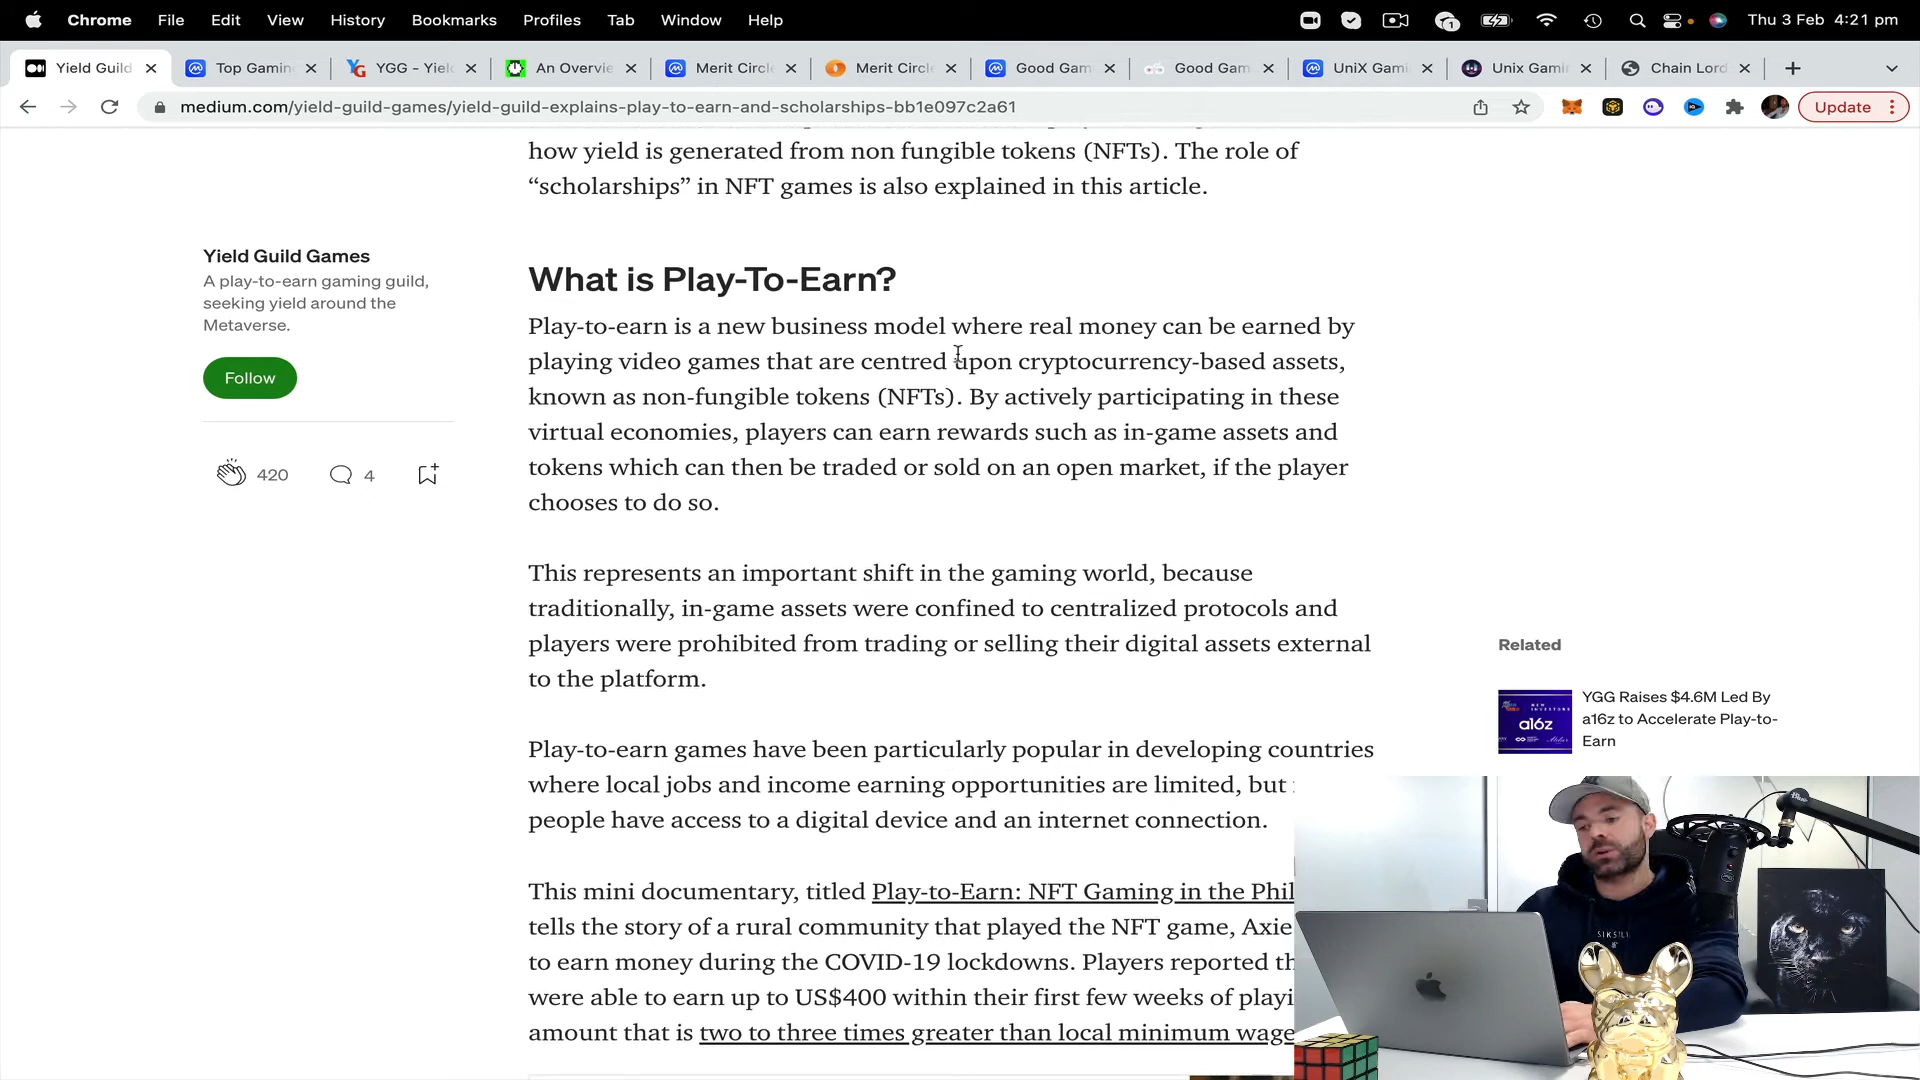 Chrome File Edit View History Bookmarks Profiles Tab Window Help
1
Thu 3 Feb 4:21 pm
Yield Guild
Top Gamin
YGG - Yiel
An Overvie
Merit Circl
Merit Circl
Good Gam
Good Gam
UniX Gami
Unix Gami
Chain Lord
medium.com/yield-guild-games/yield-guild-explains-play-to-earn-and-scholarships-bb1e097c2a61
Update
how yield is generated from non fungible tokens (NFTs). The role of
“scholarships” in NFT games is also explained in this article.
Yield Guild Games
A play-to-earn gaming guild,
seeking yield around the
Metaverse.
Follow
420
4
What is Play-To-Earn?
Play-to-earn is a new business model where real money can be earned by
playing video games that are centred upon cryptocurrency-based assets,
known as non-fungible tokens (NFTs). By actively participating in these
virtual economies, players can earn rewards such as in-game assets and
tokens which can then be traded or sold on an open market, if the player
chooses to do so.
This represents an important shift in the gaming world, because
traditionally, in-game assets were confined to centralized protocols and
players were prohibited from trading or selling their digital assets external
to the platform.
Play-to-earn games have been particularly popular in developing countries
where local jobs and income earning opportunities are limited, but
people have access to a digital device and an internet connection.
This mini documentary, titled Play-to-Earn: NFT Gaming in the Phil
tells the story of a rural community that played the NFT game, Axie
to earn money during the COVID-19 lockdowns. Players reported th
were able to earn up to US$400 within their first few weeks of playi
amount that is two to three times greater than local minimum wage
Related
a16z
YGG Raises $4.6M Led By
a16z to Accelerate Play-to-
Earn
Blue
SIKSILK